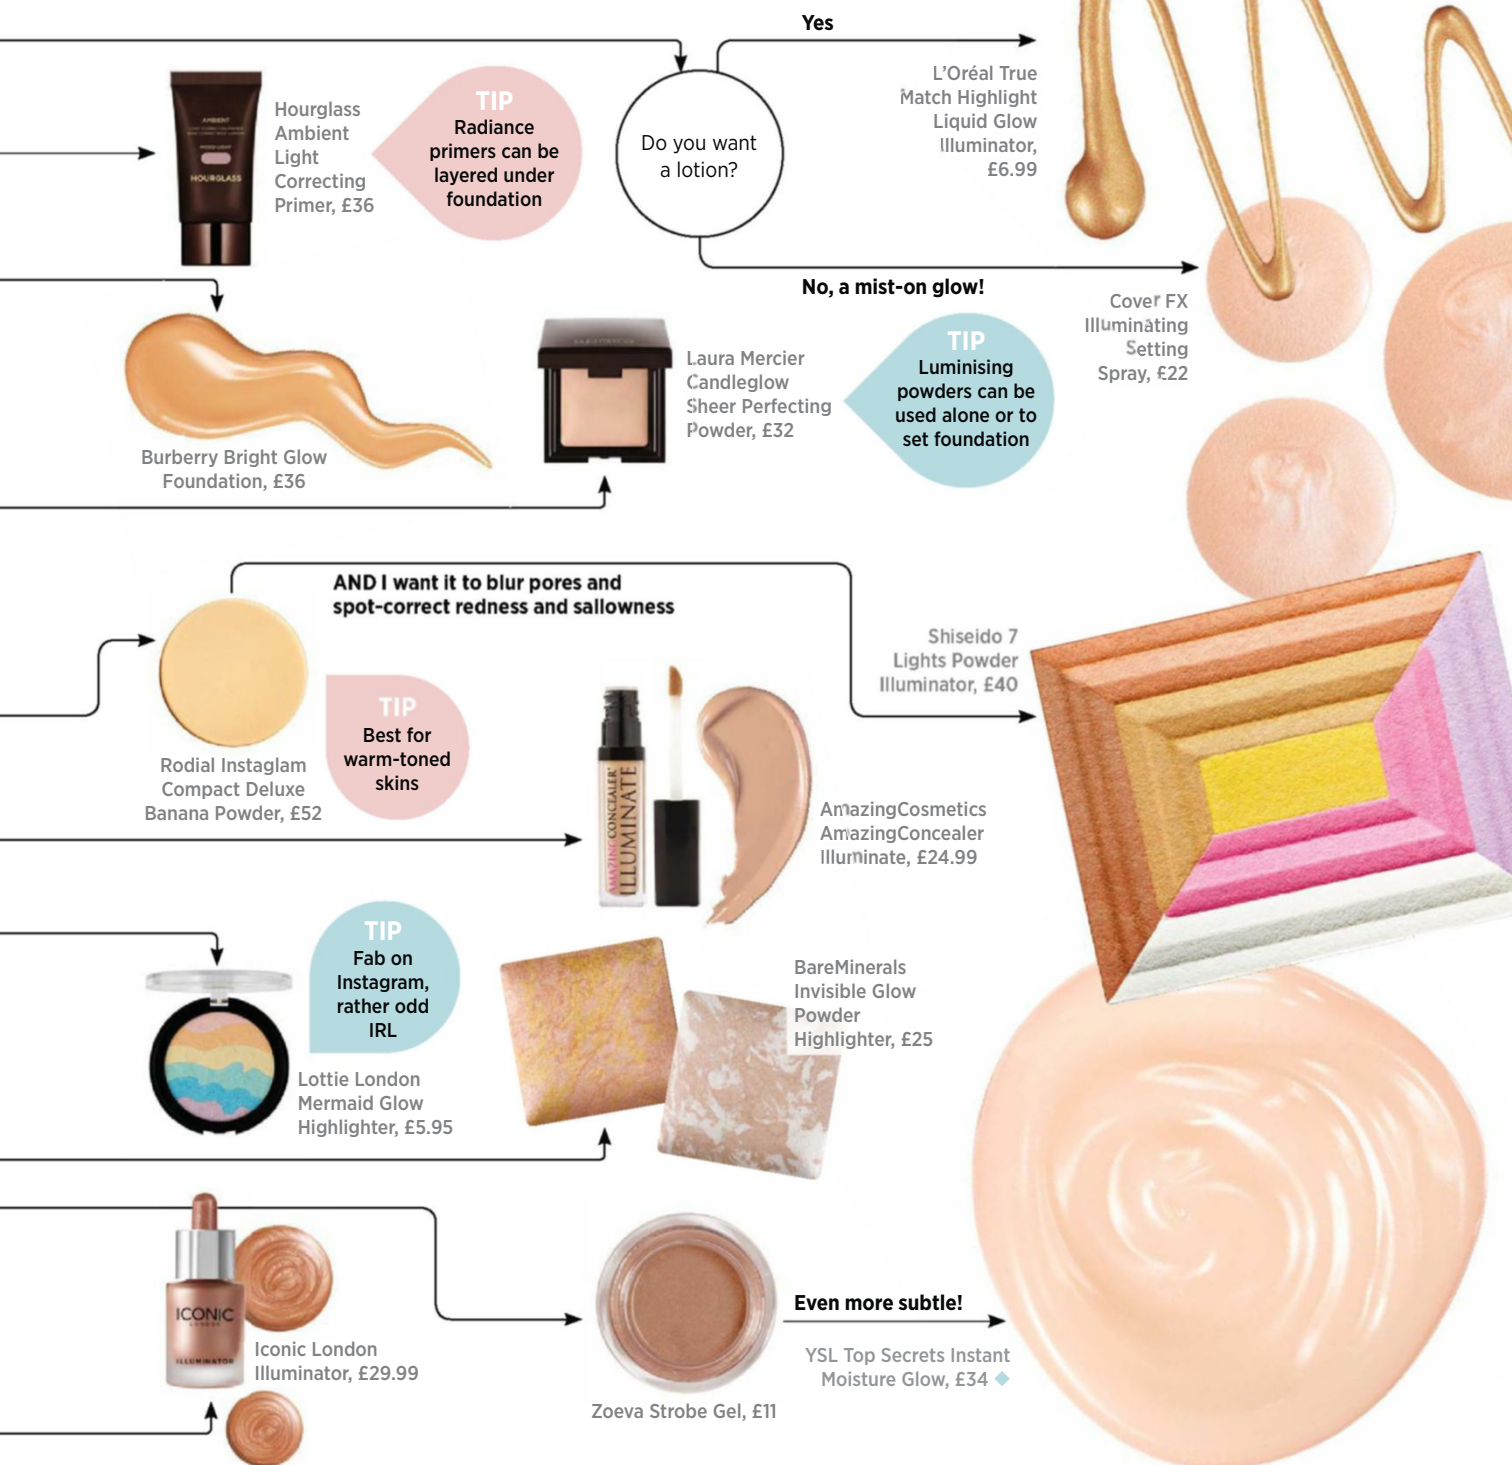 Yes
L'Oréal True
Match Highlight
Liquid Glow
Illuminator,
£6.99
AMBIENT
HOURGLASS
Hourglass
Ambient
Light
Correcting
Primer, £36
TIP
Radiance
primers can be
layered under
foundation
Do you want
a lotion?
No, a mist-on glow!
Cover FX
Illuminating
Setting
Spray, £22
Burberry Bright Glow
Foundation, £36
Laura Mercier
Candleglow
Sheer Perfecting
Powder, £32
TIP
Luminising
powders can be
used alone or to
set foundation
AND I want it to blur pores and
spot-correct redness and sallowness
Shiseido 7
Lights Powder
Illuminator, £40
Rodial Instaglam
Compact Deluxe
Banana Powder, £52
TIP
Best for
warm-toned
skins
AMAZINGCONCEALER
ILLUMINATE
AmazingCosmetics
AmazingConcealer
Illuminate, £24.99
TIP
Fab on
Instagram,
rather odd
IRL
Lottie London
Mermaid Glow
Highlighter, £5.95
BareMinerals
Invisible Glow
Powder
Highlighter, £25
ICONIC
LONDON
ILLUMINATOR
Iconic London
Illuminator, £29.99
Zoeva Strobe Gel, £11
Even more subtle!
YSL Top Secrets Instant
Moisture Glow, £34